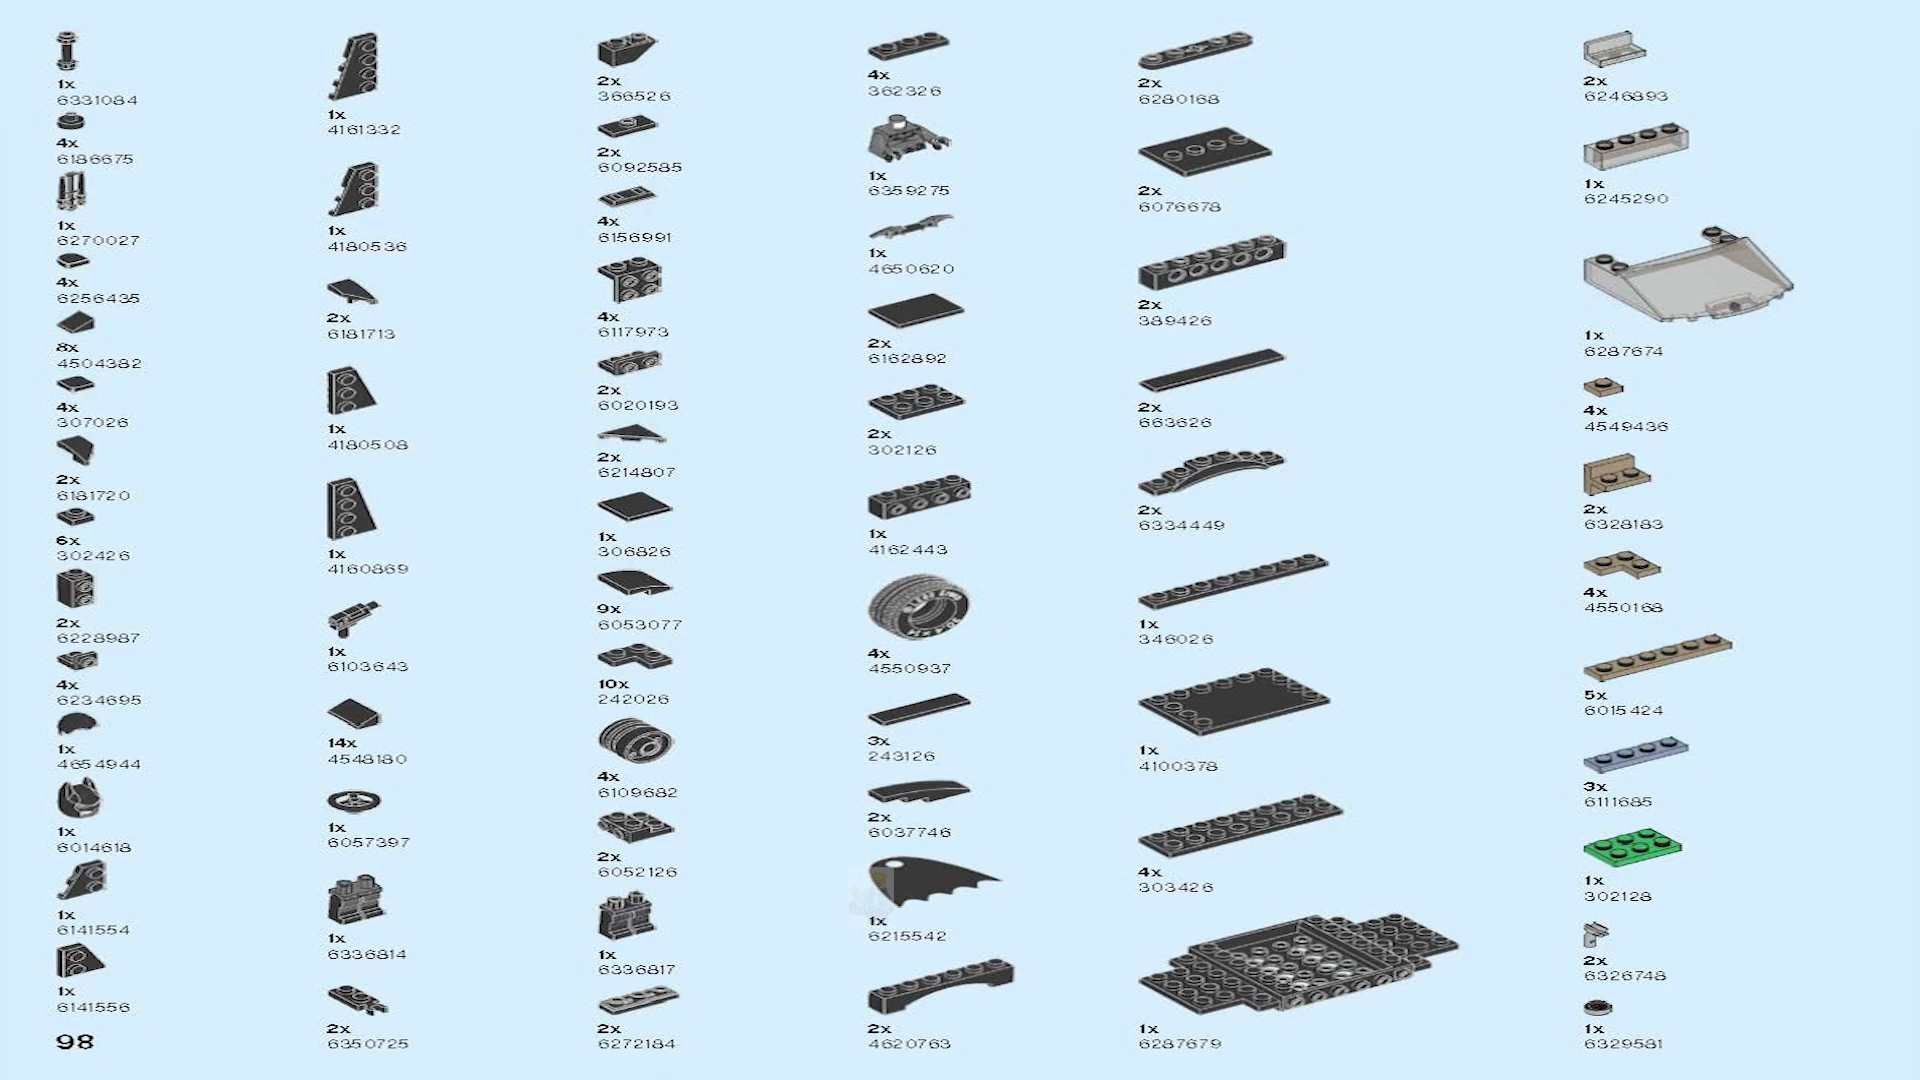 1x
6331084
4x
6186675
1x
6270027
4x
6256435
8x
4504382
4x
307026
2x
6181720
6x
302426
2x
6228987
4x
6234695
1x
4654944
1x
6014618
1x
6141554
1x
6141556
98
1x
4161332
1x
4180536
2x
6181713
1x
4180508
1x
4160869
1x
6103643
14x
4548180
1x
6057397
1x
6336814
2x
6350725
2x
366526
2x
6092585
4x
6156991
4x
6117973
2x
6020193
2x
6214807
1x
306826
9x
6053077
10x
242026
4x
6109682
2x
6052126
1x
6336817
2x
6272184
4x
362326
1x
6359275
1x
4650620
2x
6162892
2x
302126
1x
4162443
4x
4550937
3x
243126
2x
6037746
1x
6215542
2x
4620763
2x
6280168
2x
6076678
2x
389426
2x
663626
2x
6334449
1x
346026
1x
4100378
4x
303426
1x
6287679
2x
6246893
1x
6245290
1x
6287674
4x
4549436
2x
6328183
4x
4550168
5x
6015424
3x
6111685
1x
302128
2x
6326748
1x
6329581